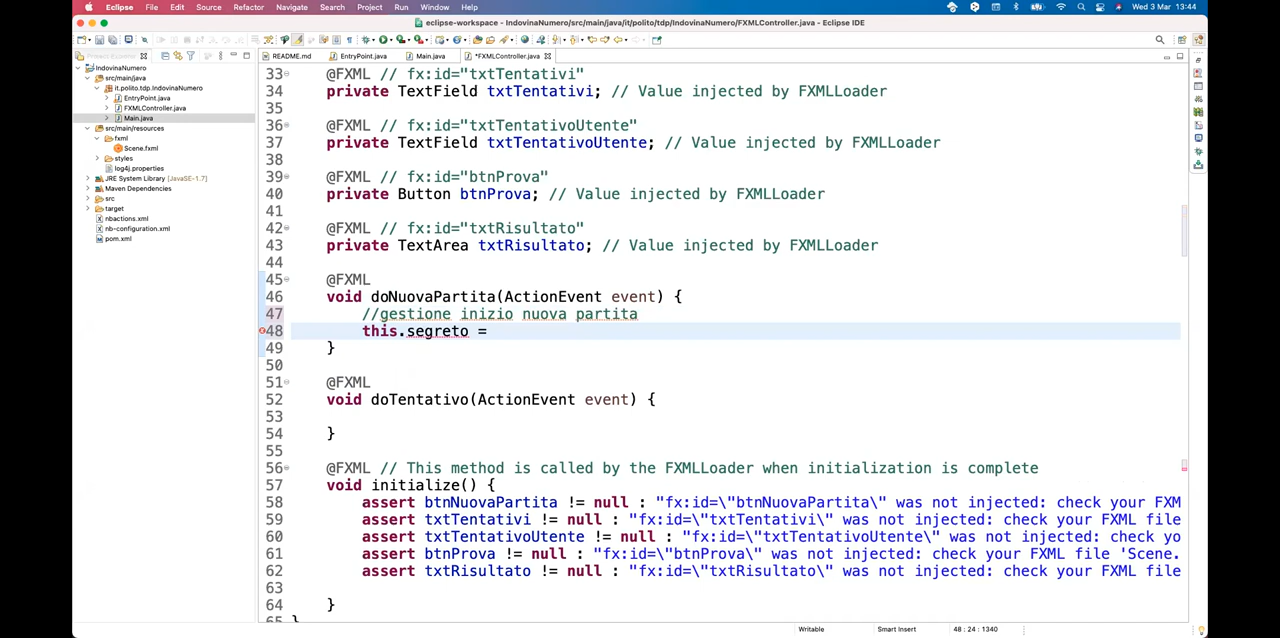 Eclipse File Edit Source Refactor Navigate Search Project Run Window Help Wed 3 Mar 13:44
eclipse-workspace - IndovinaNumero/src/main/java/it/polito/tdp/IndovinaNumero/FXMLController.java - Eclipse IDE
Project Explorer README.md EntryPoint.java Main.java *FXMLController.java
IndovinaNumero
src/main/java
it.polito.tdp.IndovinaNumero
EntryPoint.java
FXMLController.java
Main.java
src/main/resources
fxml
Scene.fxml
styles
log4j.properties
JRE System Library [JavaSE-1.7]
Maven Dependencies
src
target
nbactions.xml
nb-configuration.xml
pom.xml
33 @FXML // fx:id="txtTentativi"
34 private TextField txtTentativi; // Value injected by FXMLLoader
35
36 @FXML // fx:id="txtTentativoUtente"
37 private TextField txtTentativoUtente; // Value injected by FXMLLoader
38
39 @FXML // fx:id="btnProva"
40 private Button btnProva; // Value injected by FXMLLoader
41
42 @FXML // fx:id="txtRisultato"
43 private TextArea txtRisultato; // Value injected by FXMLLoader
44
45 @FXML
46 void doNuovaPartita(ActionEvent event) {
47 //gestione inizio nuova partita
48 this.segreto =
49 }
50
51 @FXML
52 void doTentativo(ActionEvent event) {
53
54 }
55
56 @FXML // This method is called by the FXMLLoader when initialization is complete
57 void initialize() {
58 assert btnNuovaPartita != null : "fx:id=\"btnNuovaPartita\" was not injected: check your FXM
59 assert txtTentativi != null : "fx:id=\"txtTentativi\" was not injected: check your FXML file
60 assert txtTentativoUtente != null : "fx:id=\"txtTentativoUtente\" was not injected: check yo
61 assert btnProva != null : "fx:id=\"btnProva\" was not injected: check your FXML file 'Scene.
62 assert txtRisultato != null : "fx:id=\"txtRisultato\" was not injected: check your FXML file
63
64 }
65 }
Writable Smart Insert 48 : 24 : 1340